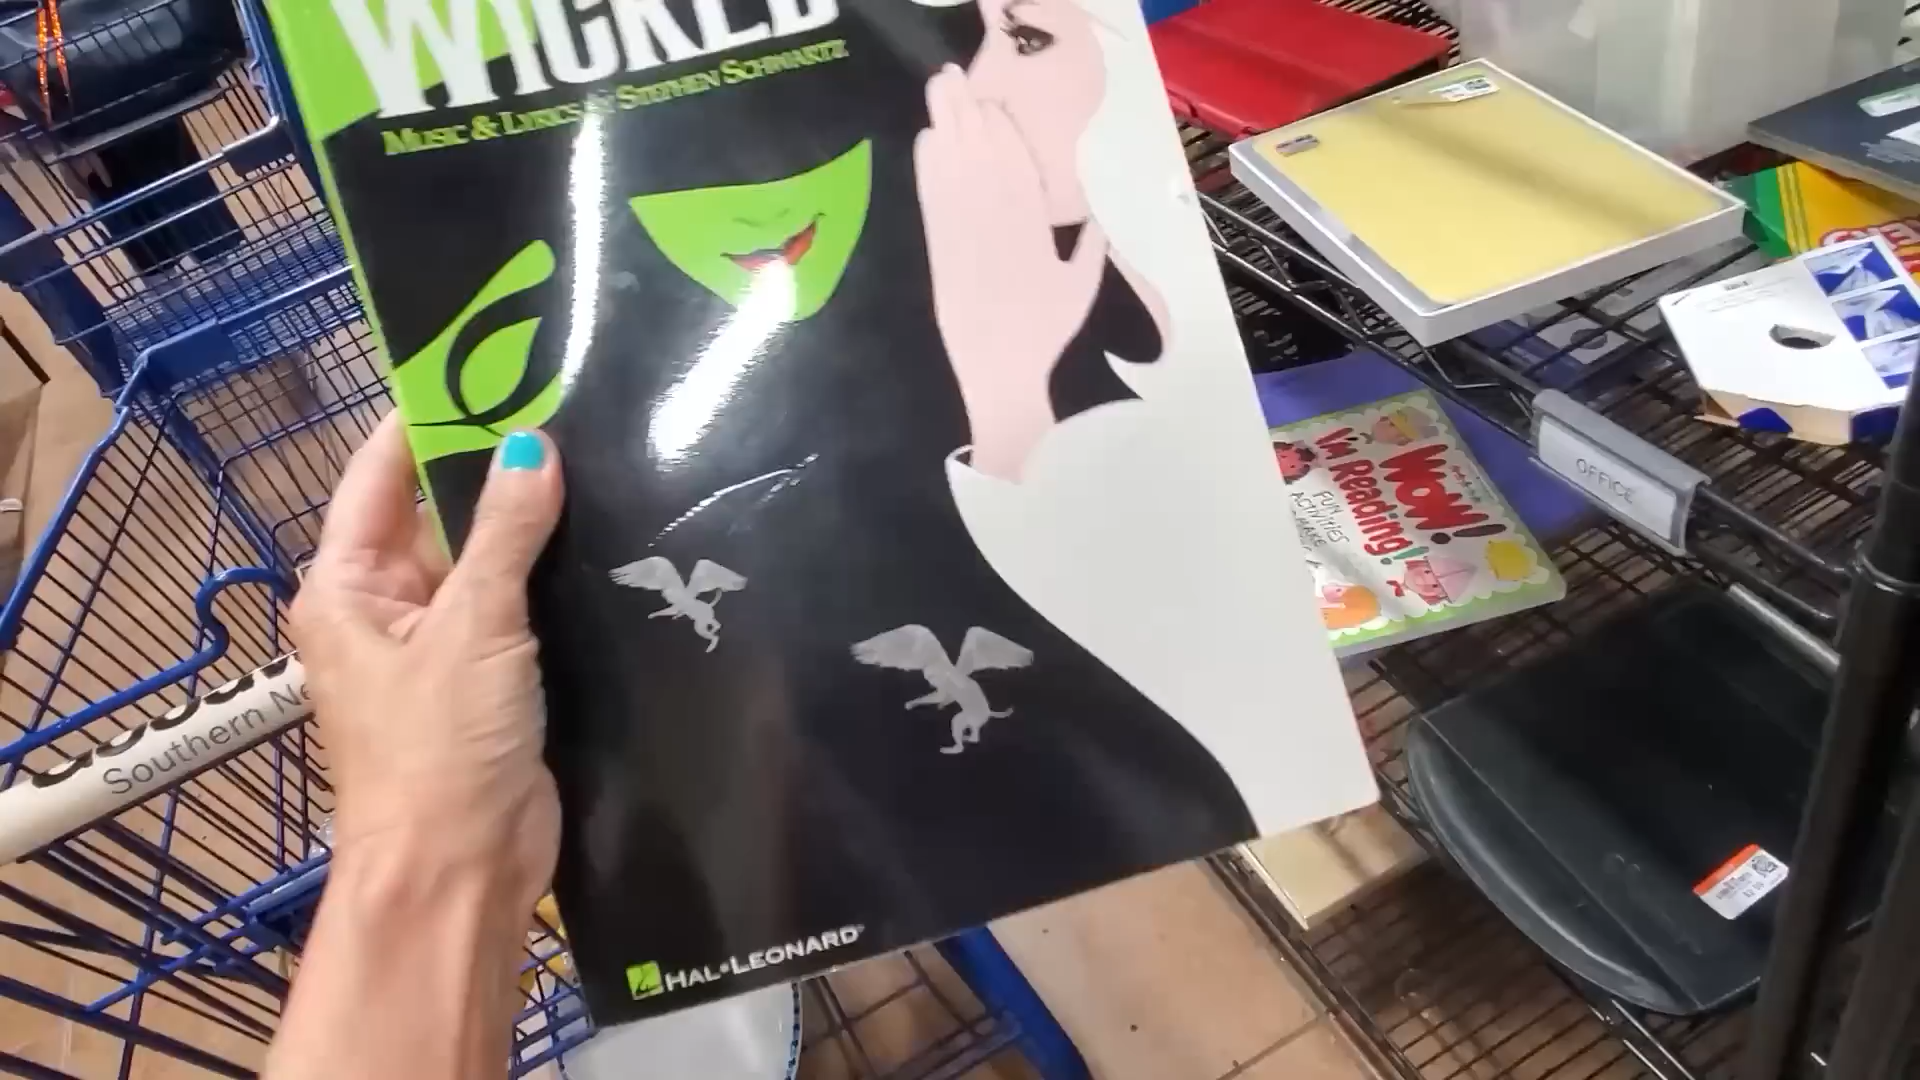 WICKED
MUSIC & LYRICS BY STEPHEN SCHWARTZ
HAL•LEONARD®
Southern Ne
OFFICE
WOW!
I'm Reading!
FUN
ACTIVITIES